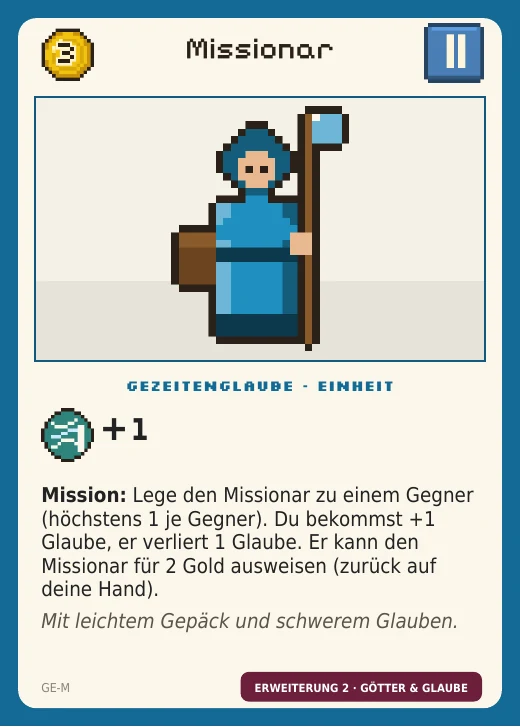 3
Missionar
II
GEZEITENGLAUBE - EINHEIT
+1
Mission: Lege den Missionar zu einem Gegner
(höchstens 1 je Gegner). Du bekommst +1
Glaube, er verliert 1 Glaube. Er kann den
Missionar für 2 Gold ausweisen (zurück auf
deine Hand).
Mit leichtem Gepäck und schwerem Glauben.
GE-M
ERWEITERUNG 2 · GÖTTER & GLAUBE